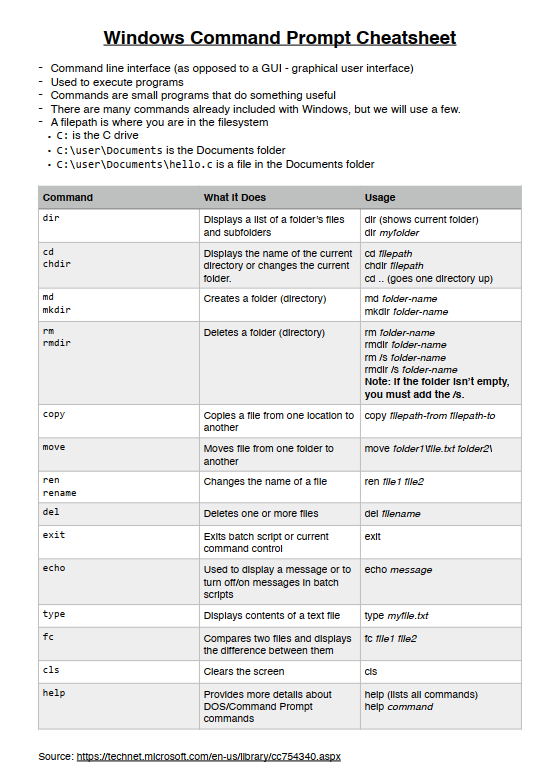 Windows Command Prompt Cheatsheet
- Command line interface (as opposed to a GUI - graphical user interface)
- Used to execute programs
- Commands are small programs that do something useful
- There are many commands already included with Windows, but we will use a few.
- A filepath is where you are in the filesystem
• C: is the C drive
• C:\user\Documents is the Documents folder
• C:\user\Documents\hello.c is a file in the Documents folder
Command What It Does Usage
dir Displays a list of a folder's files dir (shows current folder)
and subfolders dir myfolder
cd Displays the name of the current cd filepath
chdir directory or changes the current chdir filepath
folder. cd .. (goes one directory up)
md Creates a folder (directory) md folder-name
mkdir mkdir folder-name
rm Deletes a folder (directory) rm folder-name
rmdir rmdir folder-name
rm /s folder-name
rmdir /s folder-name
Note: if the folder isn't empty,
you must add the /s.
copy Copies a file from one location to copy filepath-from filepath-to
another
move Moves file from one folder to move folder1\file.txt folder2\
another
ren Changes the name of a file ren file1 file2
rename
del Deletes one or more files del filename
exit Exits batch script or current exit
command control
echo Used to display a message or to echo message
turn off/on messages in batch
scripts
type Displays contents of a text file type myfile.txt
fc Compares two files and displays fc file1 file2
the difference between them
cls Clears the screen cls
help Provides more details about help (lists all commands)
DOS/Command Prompt help command
commands
Source: https://technet.microsoft.com/en-us/library/cc754340.aspx